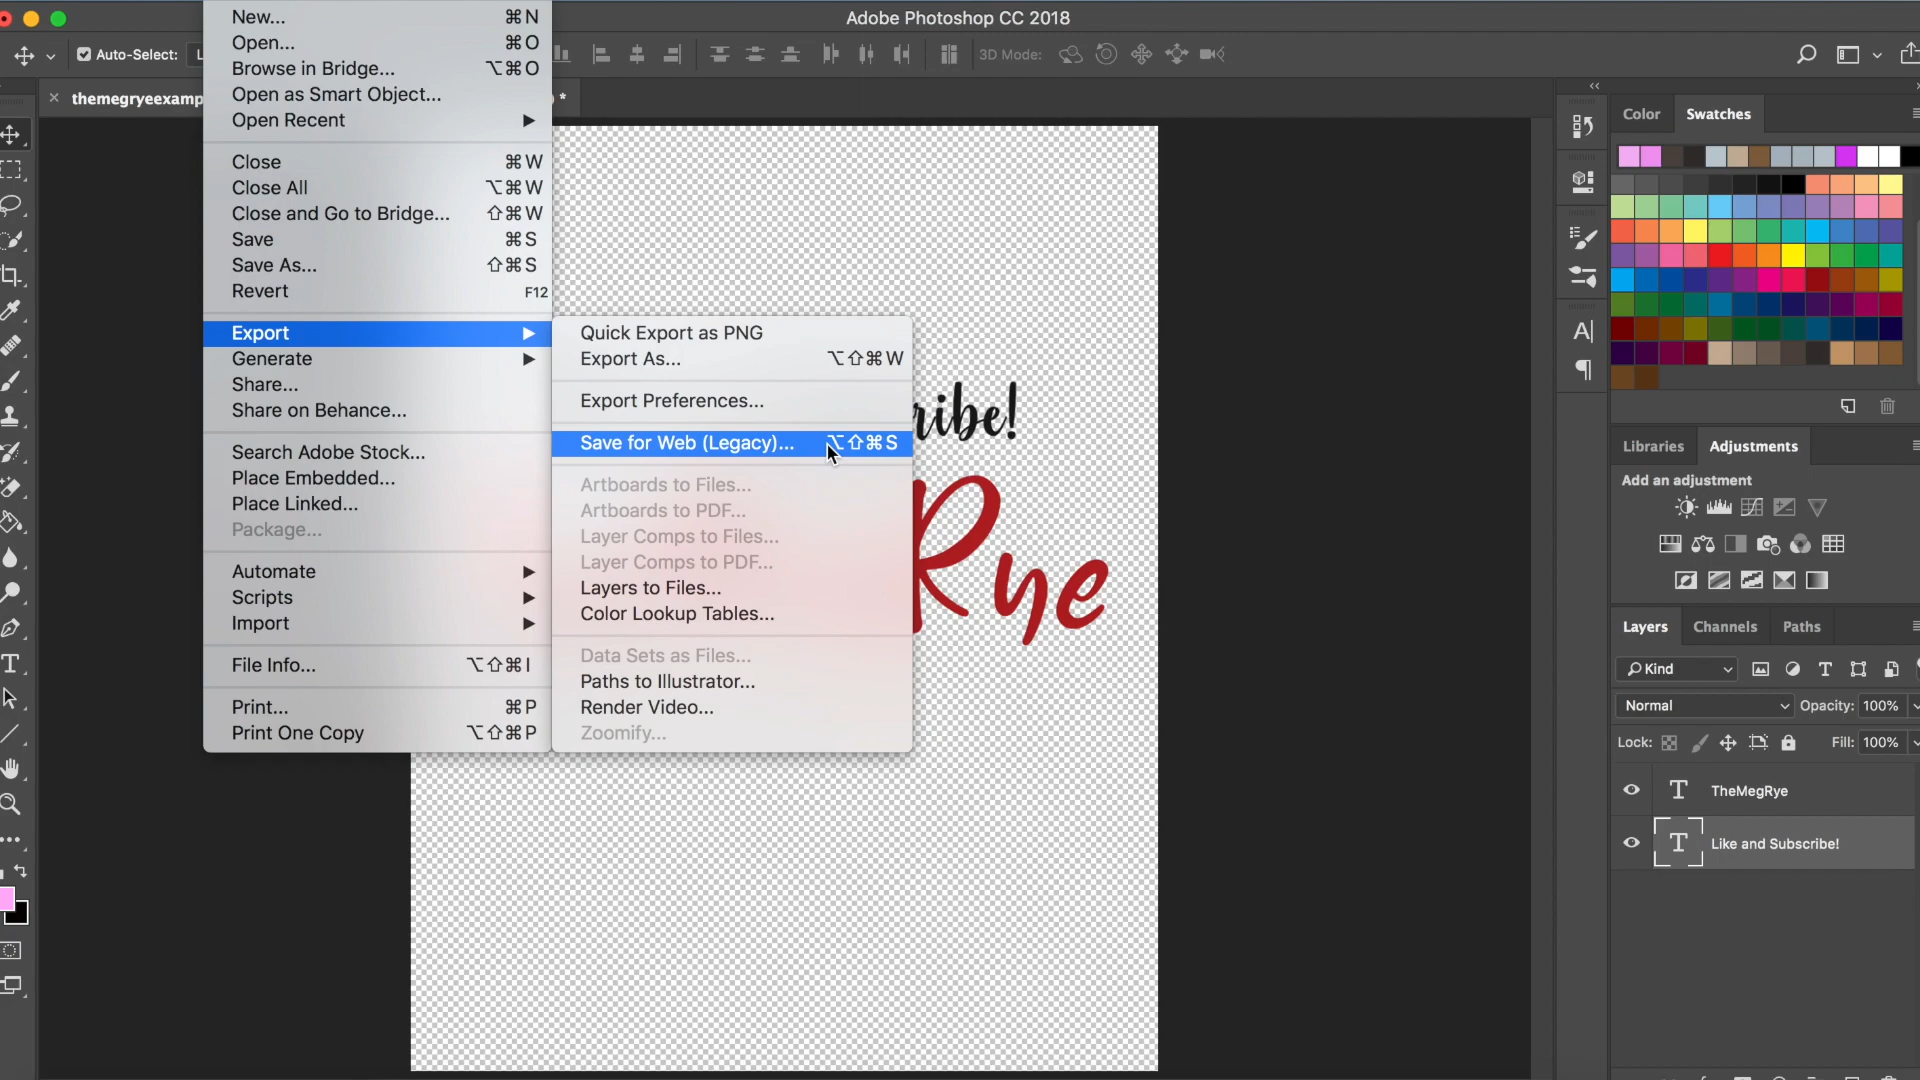 Adobe Photoshop CC 2018
Auto-Select:
3D Mode:
themegryeexamp
New... ⌘N
Open... ⌘O
Browse in Bridge... ⌥⌘O
Open as Smart Object...
Open Recent
Close ⌘W
Close All ⌥⌘W
Close and Go to Bridge... ⇧⌘W
Save ⌘S
Save As... ⇧⌘S
Revert F12
Export
Generate
Share...
Share on Behance...
Search Adobe Stock...
Place Embedded...
Place Linked...
Package...
Automate
Scripts
Import
File Info... ⌥⇧⌘I
Print... ⌘P
Print One Copy ⌥⇧⌘P
Quick Export as PNG
Export As... ⌥⇧⌘W
Export Preferences...
Save for Web (Legacy)... ⌥⇧⌘S
Artboards to Files...
Artboards to PDF...
Layer Comps to Files...
Layer Comps to PDF...
Layers to Files...
Color Lookup Tables...
Data Sets as Files...
Paths to Illustrator...
Render Video...
Zoomify...
ribe!
Rye
Color Swatches
Libraries Adjustments
Add an adjustment
Layers Channels Paths
Kind
Normal Opacity: 100%
Lock: Fill: 100%
TheMegRye
Like and Subscribe!